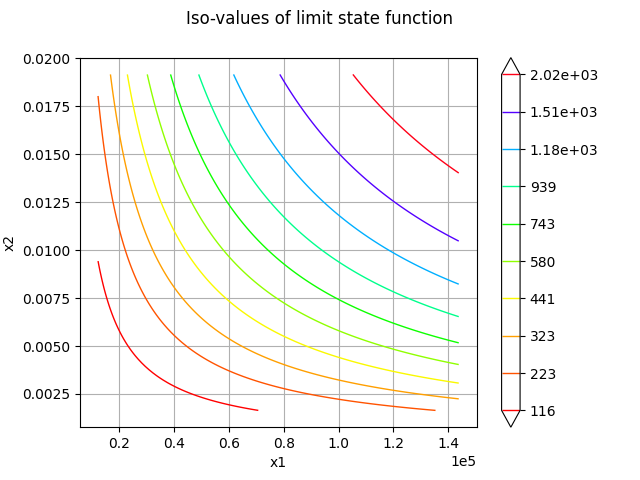 Iso-values of limit state function
0.0200
0.0175
0.0150
0.0125
0.0100
0.0075
0.0050
0.0025
x2
0.2 0.4 0.6 0.8 1.0 1.2 1.4
1e5
x1
2.02e+03
1.51e+03
1.18e+03
939
743
580
441
323
223
116